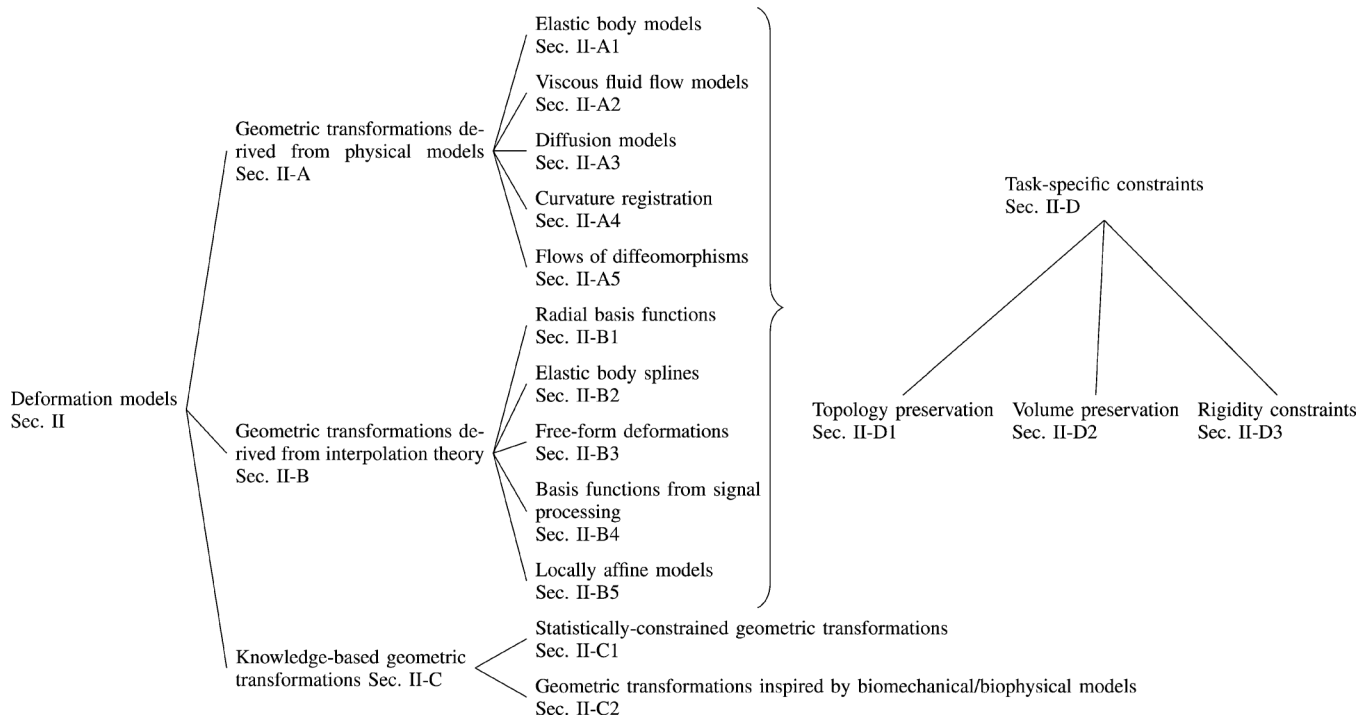 Deformation models
Sec. II
Geometric transformations de-
rived from physical models
Sec. II-A
Elastic body models
Sec. II-A1
Viscous fluid flow models
Sec. II-A2
Diffusion models
Sec. II-A3
Curvature registration
Sec. II-A4
Flows of diffeomorphisms
Sec. II-A5
Geometric transformations de-
rived from interpolation theory
Sec. II-B
Radial basis functions
Sec. II-B1
Elastic body splines
Sec. II-B2
Free-form deformations
Sec. II-B3
Basis functions from signal
processing
Sec. II-B4
Locally affine models
Sec. II-B5
Knowledge-based geometric
transformations Sec. II-C
Statistically-constrained geometric transformations
Sec. II-C1
Geometric transformations inspired by biomechanical/biophysical models
Sec. II-C2
Task-specific constraints
Sec. II-D
Topology preservation
Sec. II-D1
Volume preservation
Sec. II-D2
Rigidity constraints
Sec. II-D3